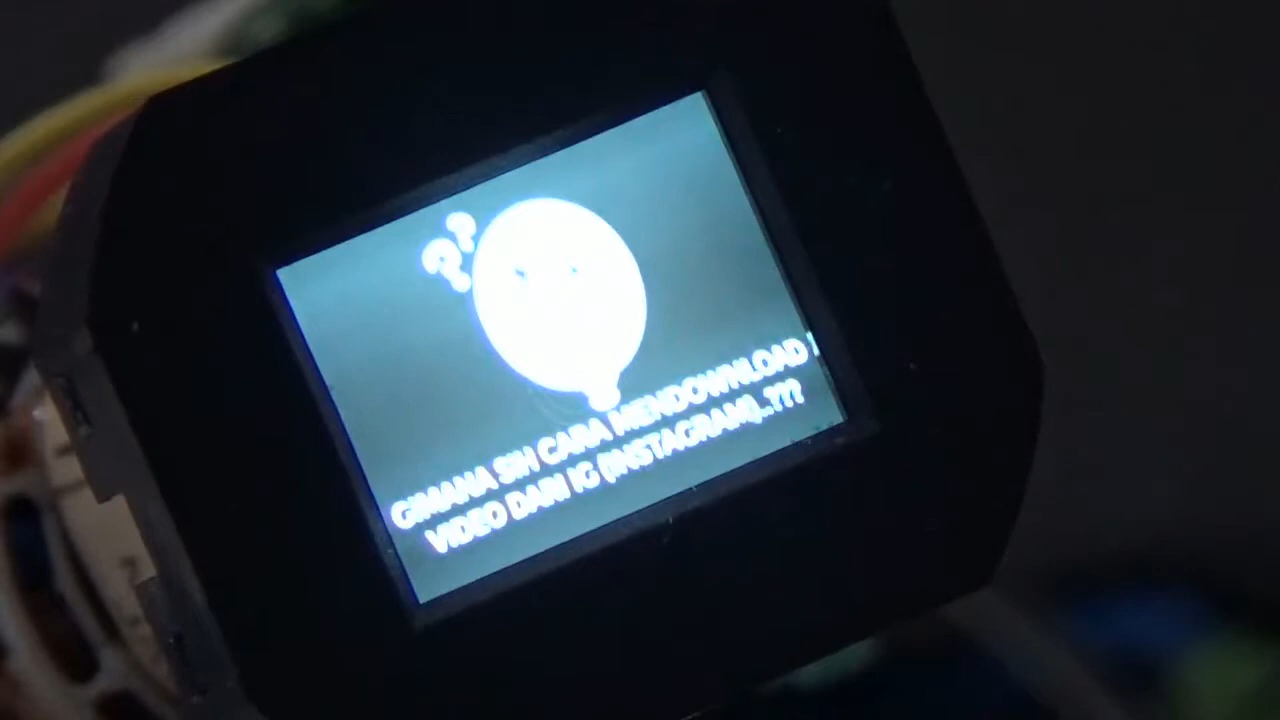 ??
GIMANA SIH CARA MENDOWNLOAD
VIDEO DARI IG (INSTAGRAM)..???